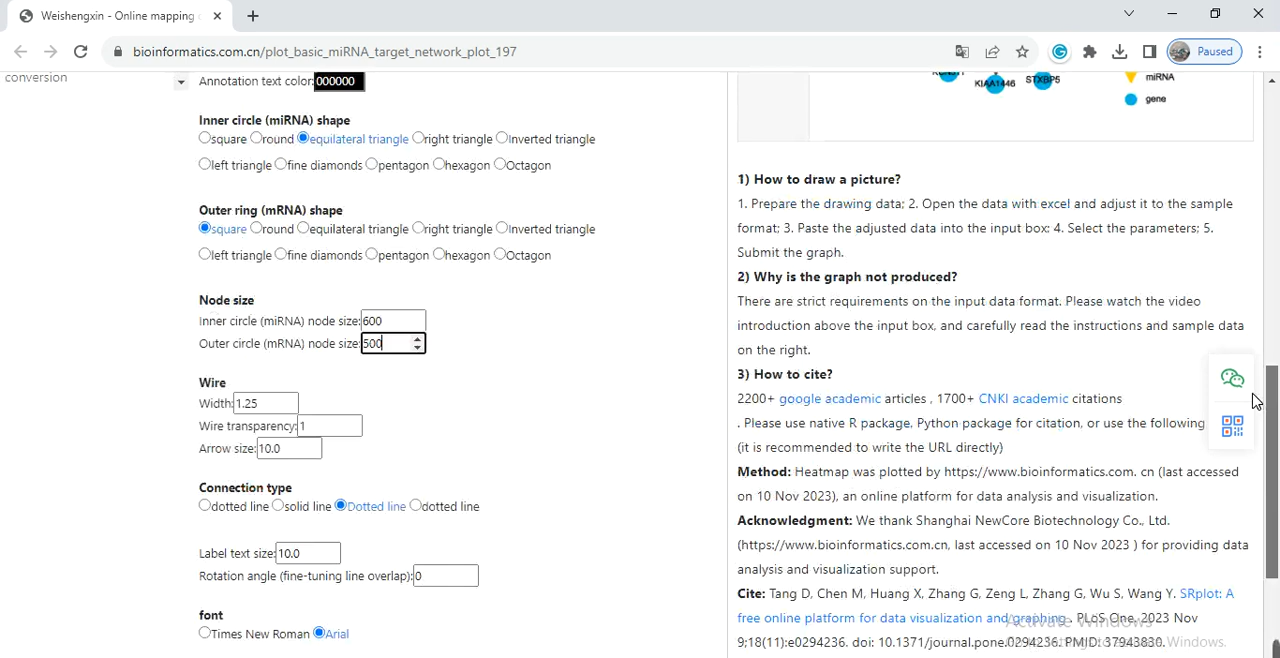 Weishengxin - Online mapping
bioinformatics.com.cn/plot_basic_miRNA_target_network_plot_197
Paused
conversion
Annotation text color: 000000
Inner circle (miRNA) shape
square round equilateral triangle right triangle Inverted triangle
left triangle fine diamonds pentagon hexagon Octagon
Outer ring (mRNA) shape
square round equilateral triangle right triangle Inverted triangle
left triangle fine diamonds pentagon hexagon Octagon
Node size
Inner circle (miRNA) node size: 600
Outer circle (mRNA) node size: 500
Wire
Width: 1.25
Wire transparency: 1
Arrow size: 10.0
Connection type
dotted line solid line Dotted line dotted line
Label text size: 10.0
Rotation angle (fine-tuning line overlap): 0
font
Times New Roman Arial
KIAA1446 STXBP5
miRNA
gene
1) How to draw a picture?
1. Prepare the drawing data; 2. Open the data with excel and adjust it to the sample
format; 3. Paste the adjusted data into the input box; 4. Select the parameters; 5.
Submit the graph.
2) Why is the graph not produced?
There are strict requirements on the input data format. Please watch the video
introduction above the input box, and carefully read the instructions and sample data
on the right.
3) How to cite?
2200+ google academic articles , 1700+ CNKI academic citations
. Please use native R package, Python package for citation, or use the following
(it is recommended to write the URL directly)
Method: Heatmap was plotted by https://www.bioinformatics.com. cn (last accessed
on 10 Nov 2023), an online platform for data analysis and visualization.
Acknowledgment: We thank Shanghai NewCore Biotechnology Co., Ltd.
(https://www.bioinformatics.com.cn, last accessed on 10 Nov 2023 ) for providing data
analysis and visualization support.
Cite: Tang D, Chen M, Huang X, Zhang G, Zeng L, Zhang G, Wu S, Wang Y. SRplot: A
free online platform for data visualization and graphing. . PLoS One. 2023 Nov
9;18(11):e0294236. doi: 10.1371/journal.pone.0294236. PMID: 37943830.
Activate Windows